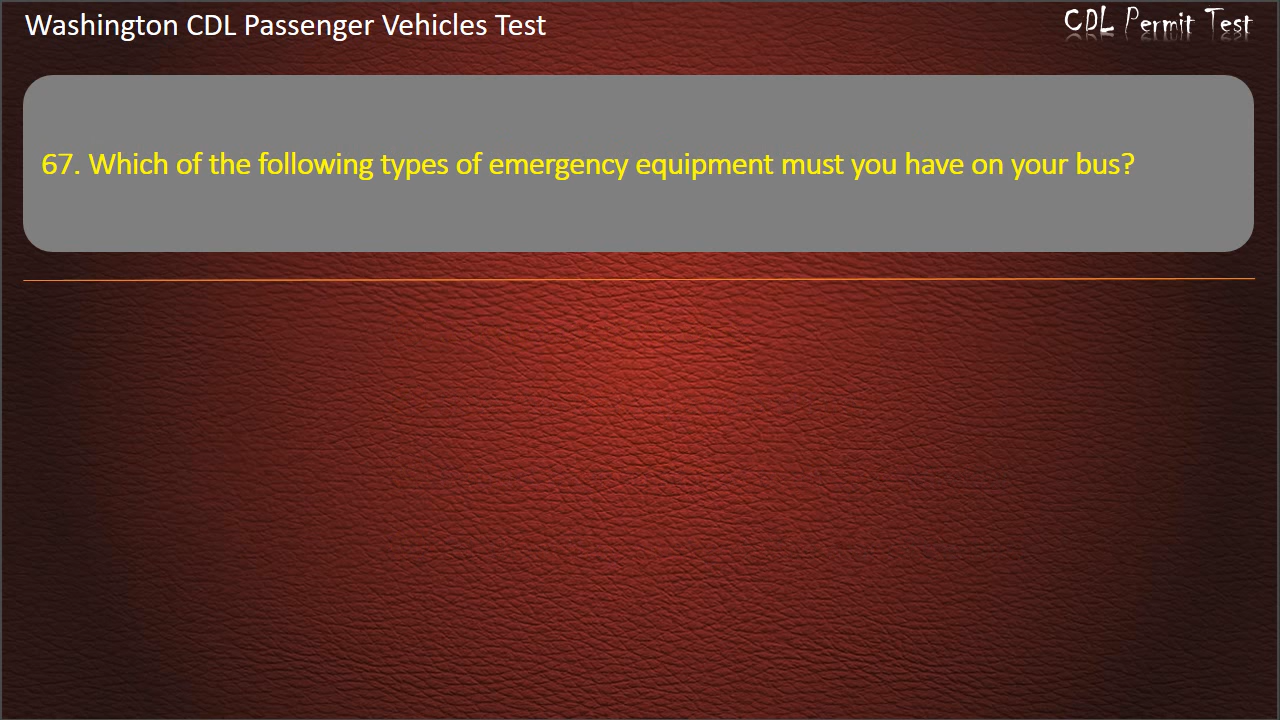 Washington CDL Passenger Vehicles Test
CDL Permit Test
67. Which of the following types of emergency equipment must you have on your bus?